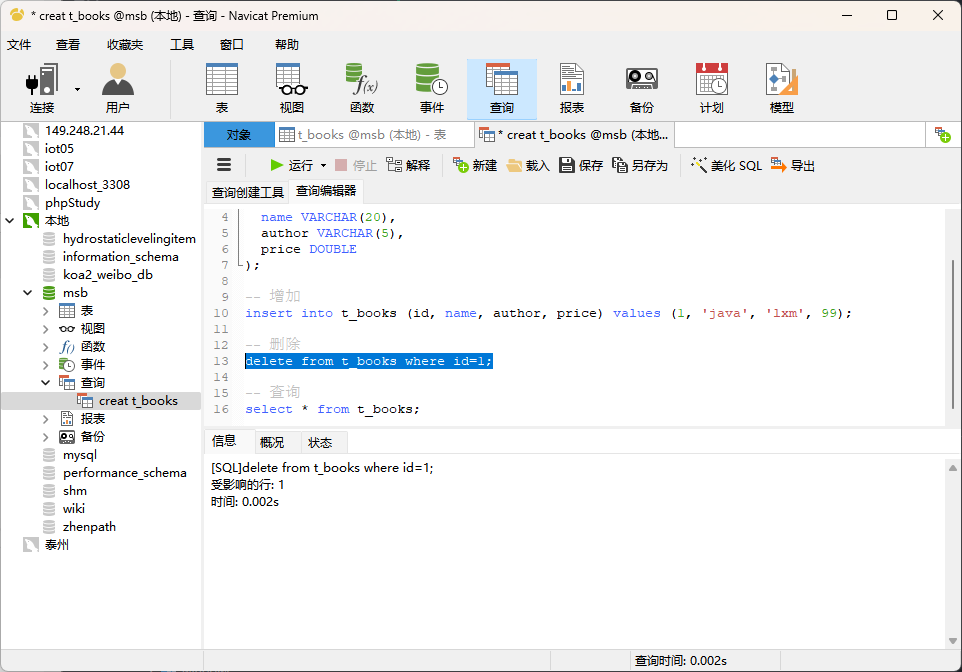 * creat t_books @msb (本地) - 查询 - Navicat Premium
文件 查看 收藏夹 工具 窗口 帮助
连接 用户 表 视图 函数 事件 查询 报表 备份 计划 模型
对象 t_books @msb (本地) - 表 * creat t_books @msb (本地...
运行 停止 解释 新建 载入 保存 另存为 美化 SQL 导出
查询创建工具 查询编辑器
149.248.21.44
iot05
iot07
localhost_3308
phpStudy
本地
hydrostaticlevelingitem
information_schema
koa2_weibo_db
msb
表
视图
函数
事件
查询
creat t_books
报表
备份
mysql
performance_schema
shm
wiki
zhenpath
泰州
4 name VARCHAR(20),
5 author VARCHAR(5),
6 price DOUBLE
7 );
8
9 -- 增加
10 insert into t_books (id, name, author, price) values (1, 'java', 'lxm', 99);
11
12 -- 删除
13 delete from t_books where id=1;
14
15 -- 查询
16 select * from t_books;
信息 概况 状态
[SQL]delete from t_books where id=1;
受影响的行: 1
时间: 0.002s
查询时间: 0.002s